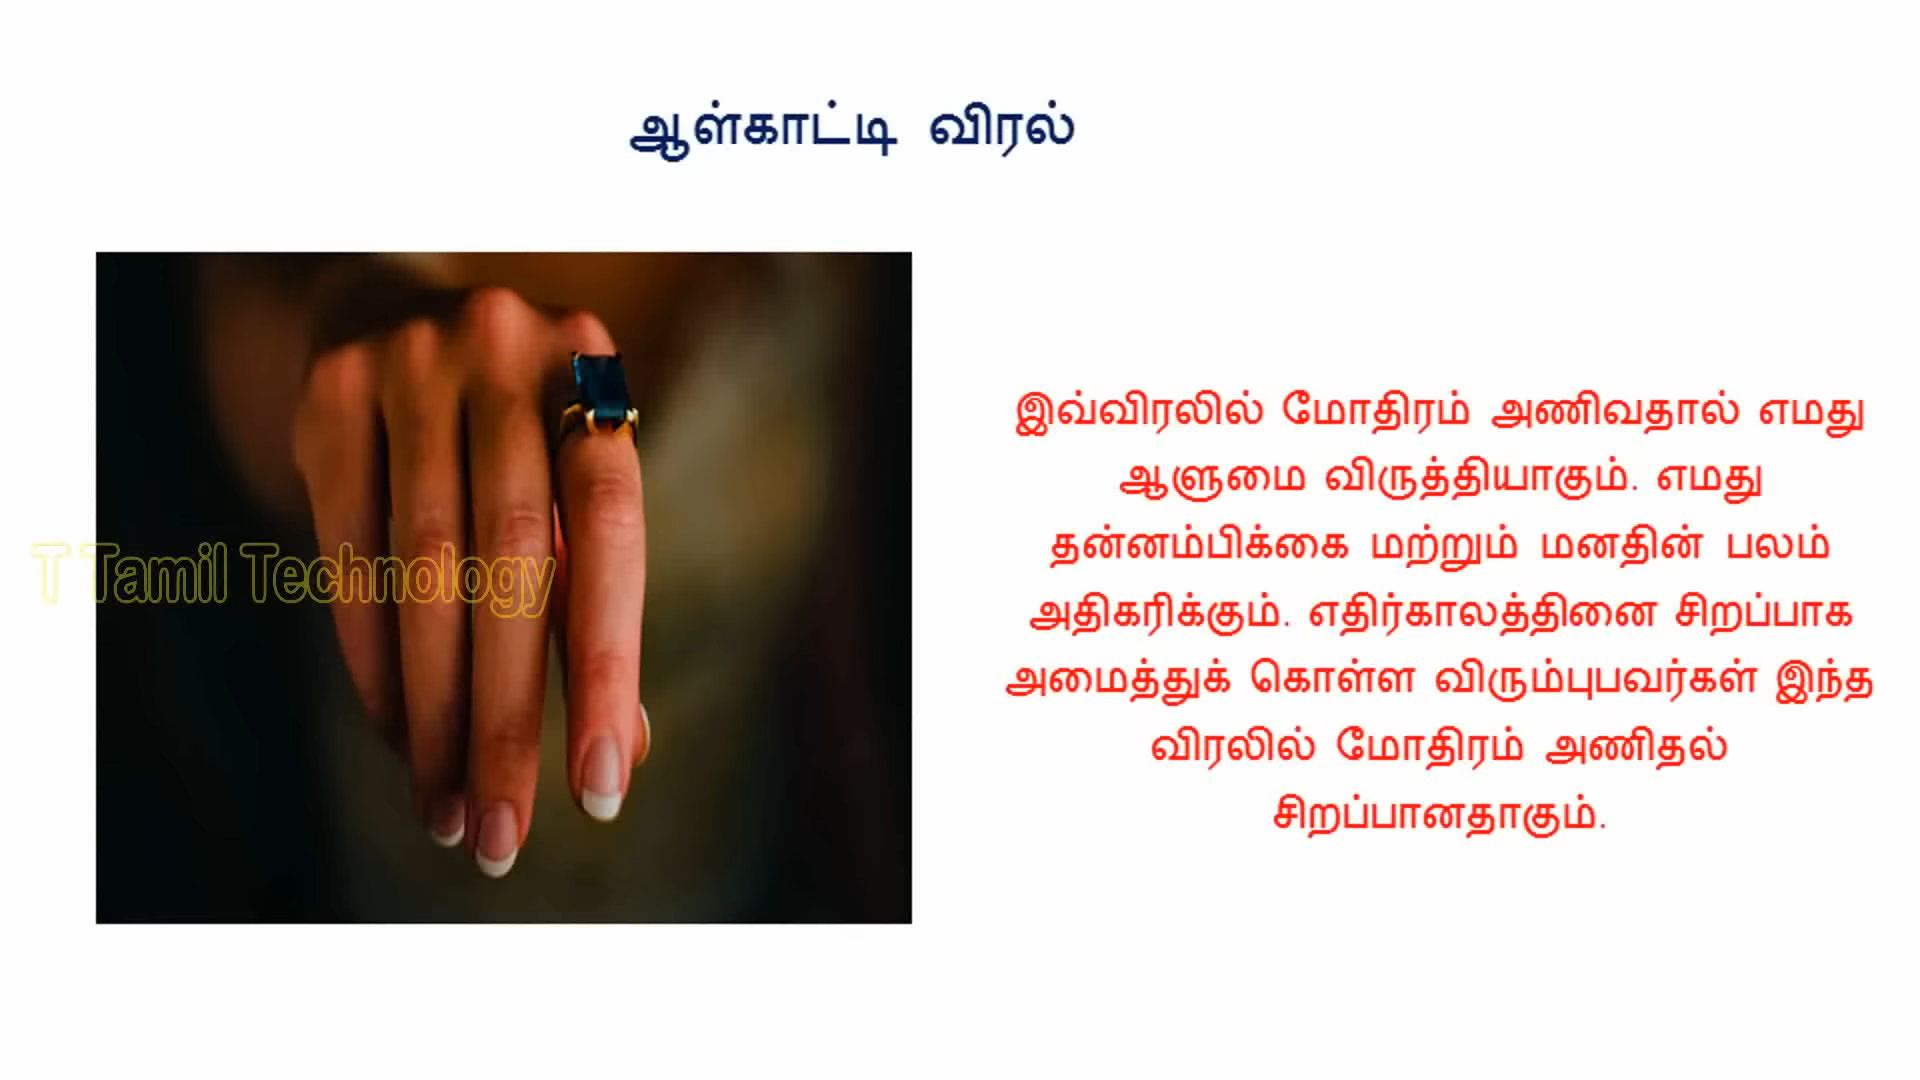 ஆள்காட்டி விரல்
இவ்விரலில் மோதிரம் அணிவதால் எமது
ஆளுமை விருத்தியாகும். எமது
தன்னம்பிக்கை மற்றும் மனதின் பலம்
அதிகரிக்கும். எதிர்காலத்தினை சிறப்பாக
அமைத்துக் கொள்ள விரும்புபவர்கள் இந்த
விரலில் மோதிரம் அணிதல்
சிறப்பானதாகும்.
T Tamil Technology